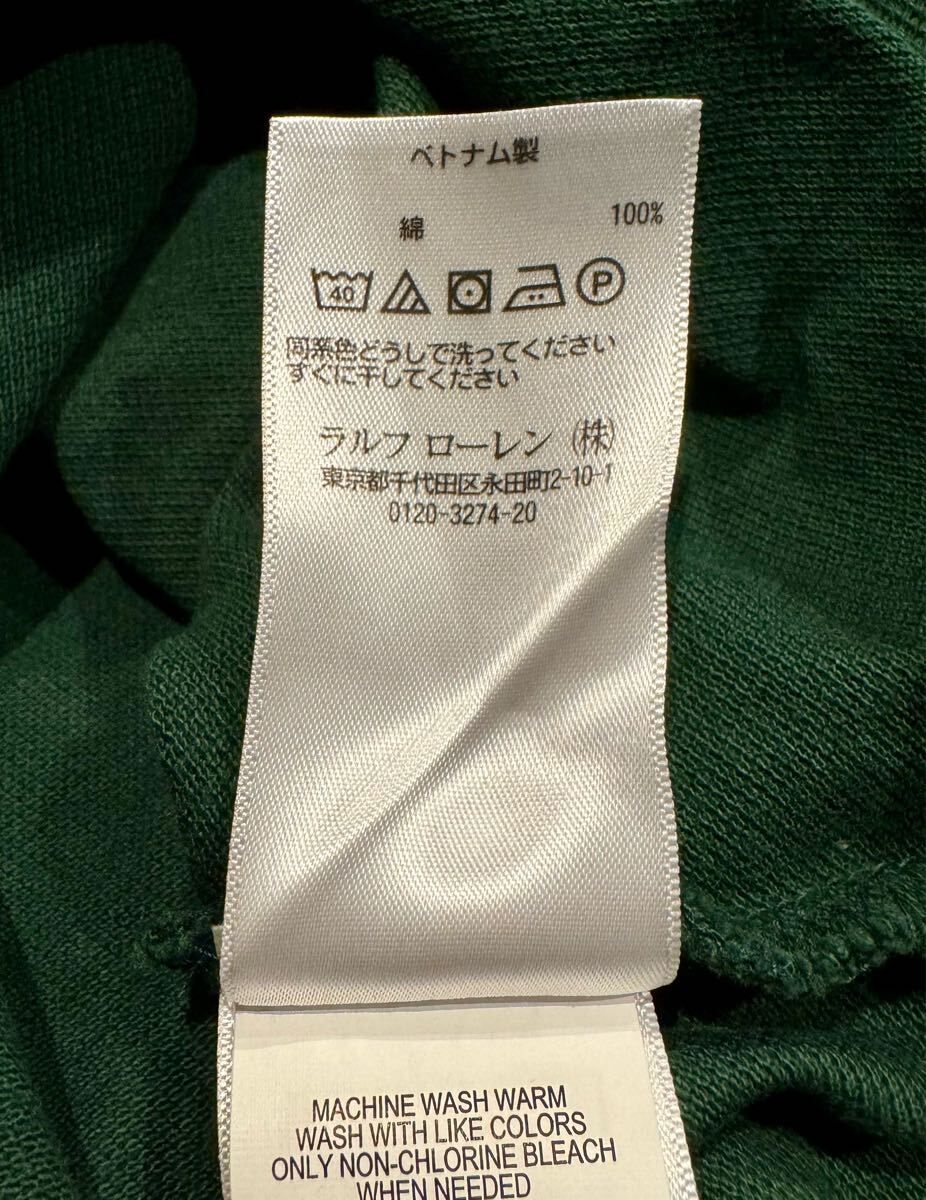 ベトナム製
綿 100%
40 P
同系色どうしで洗ってください
すぐに干してください
ラルフ ローレン (株)
東京都千代田区永田町2-10-1
0120-3274-20
MACHINE WASH WARM
WASH WITH LIKE COLORS
ONLY NON-CHLORINE BLEACH
WHEN NEEDED